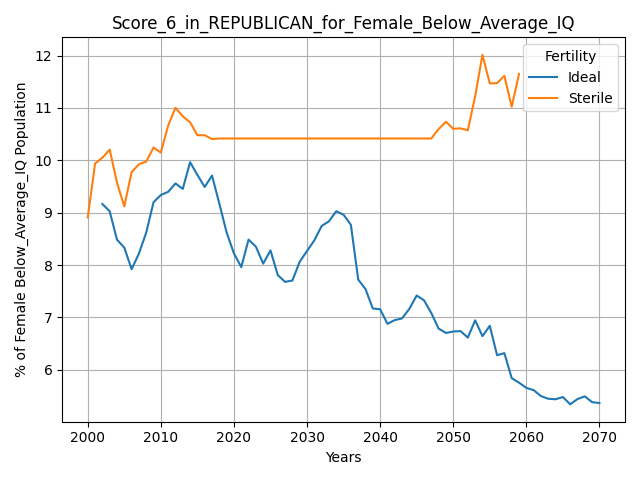 Score_6_in_REPUBLICAN_for_Female_Below_Average_IQ
% of Female Below_Average_IQ Population
12
11
10
9
8
7
6
Fertility
Ideal
Sterile
2000 2010 2020 2030 2040 2050 2060 2070
Years